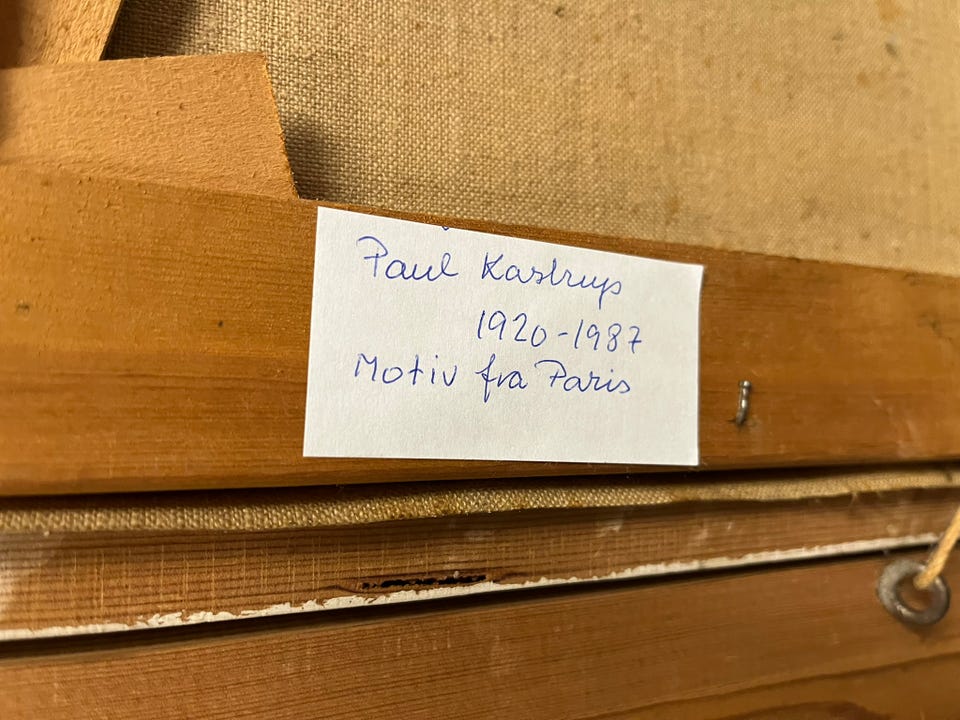 Paul Kastrup
1920-1987
Motiv fra Paris